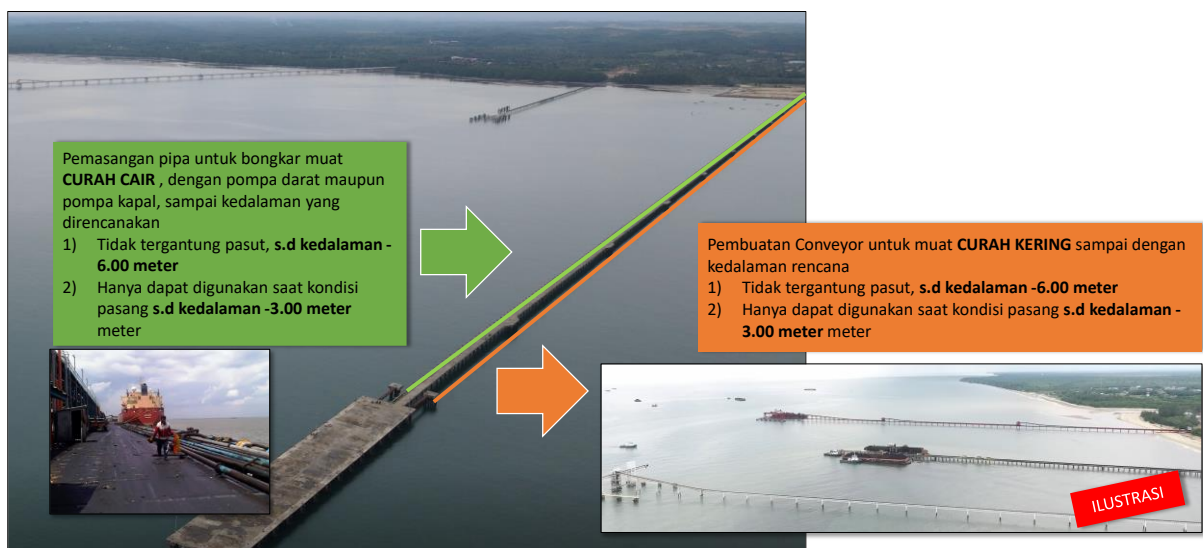 Pemasangan pipa untuk bongkar muat
CURAH CAIR , dengan pompa darat maupun
pompa kapal, sampai kedalaman yang
direncanakan
1) Tidak tergantung pasut, s.d kedalaman -
6.00 meter
2) Hanya dapat digunakan saat kondisi
pasang s.d kedalaman -3.00 meter
meter
Pembuatan Conveyor untuk muat CURAH KERING sampai dengan
kedalaman rencana
1) Tidak tergantung pasut, s.d kedalaman -6.00 meter
2) Hanya dapat digunakan saat kondisi pasang s.d kedalaman -
3.00 meter meter
ILUSTRASI